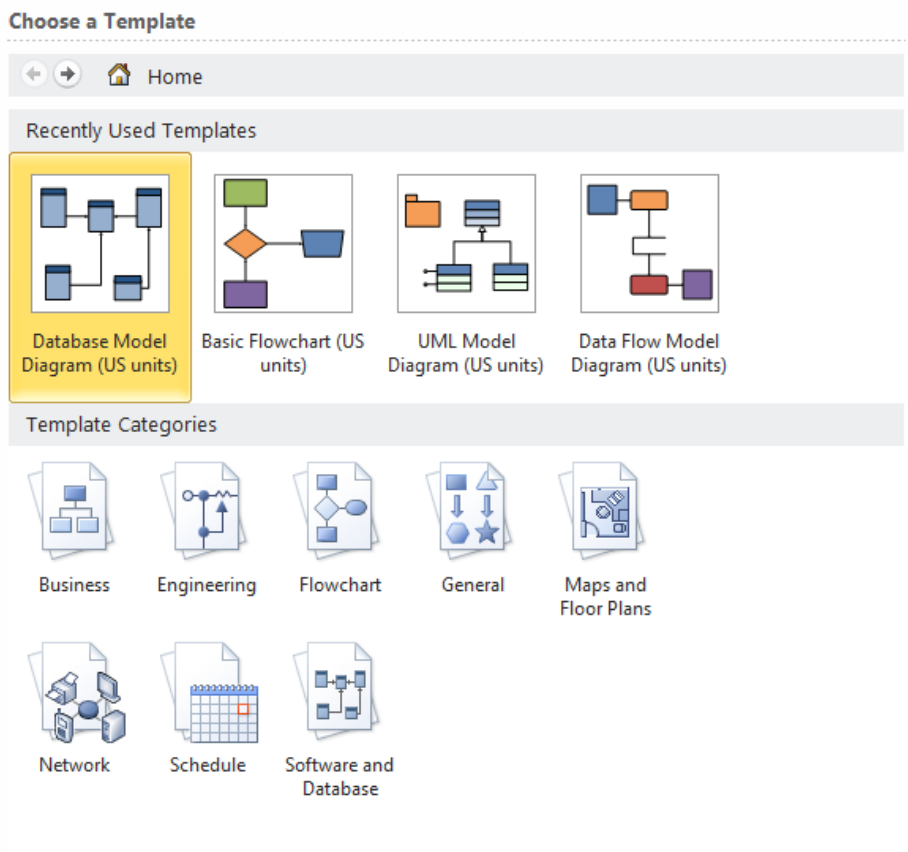 Choose a Template
Home
Recently Used Templates
Database Model
Diagram (US units)
Basic Flowchart (US
units)
UML Model
Diagram (US units)
Data Flow Model
Diagram (US units)
Template Categories
Business
Engineering
Flowchart
General
Maps and
Floor Plans
Network
Schedule
Software and
Database